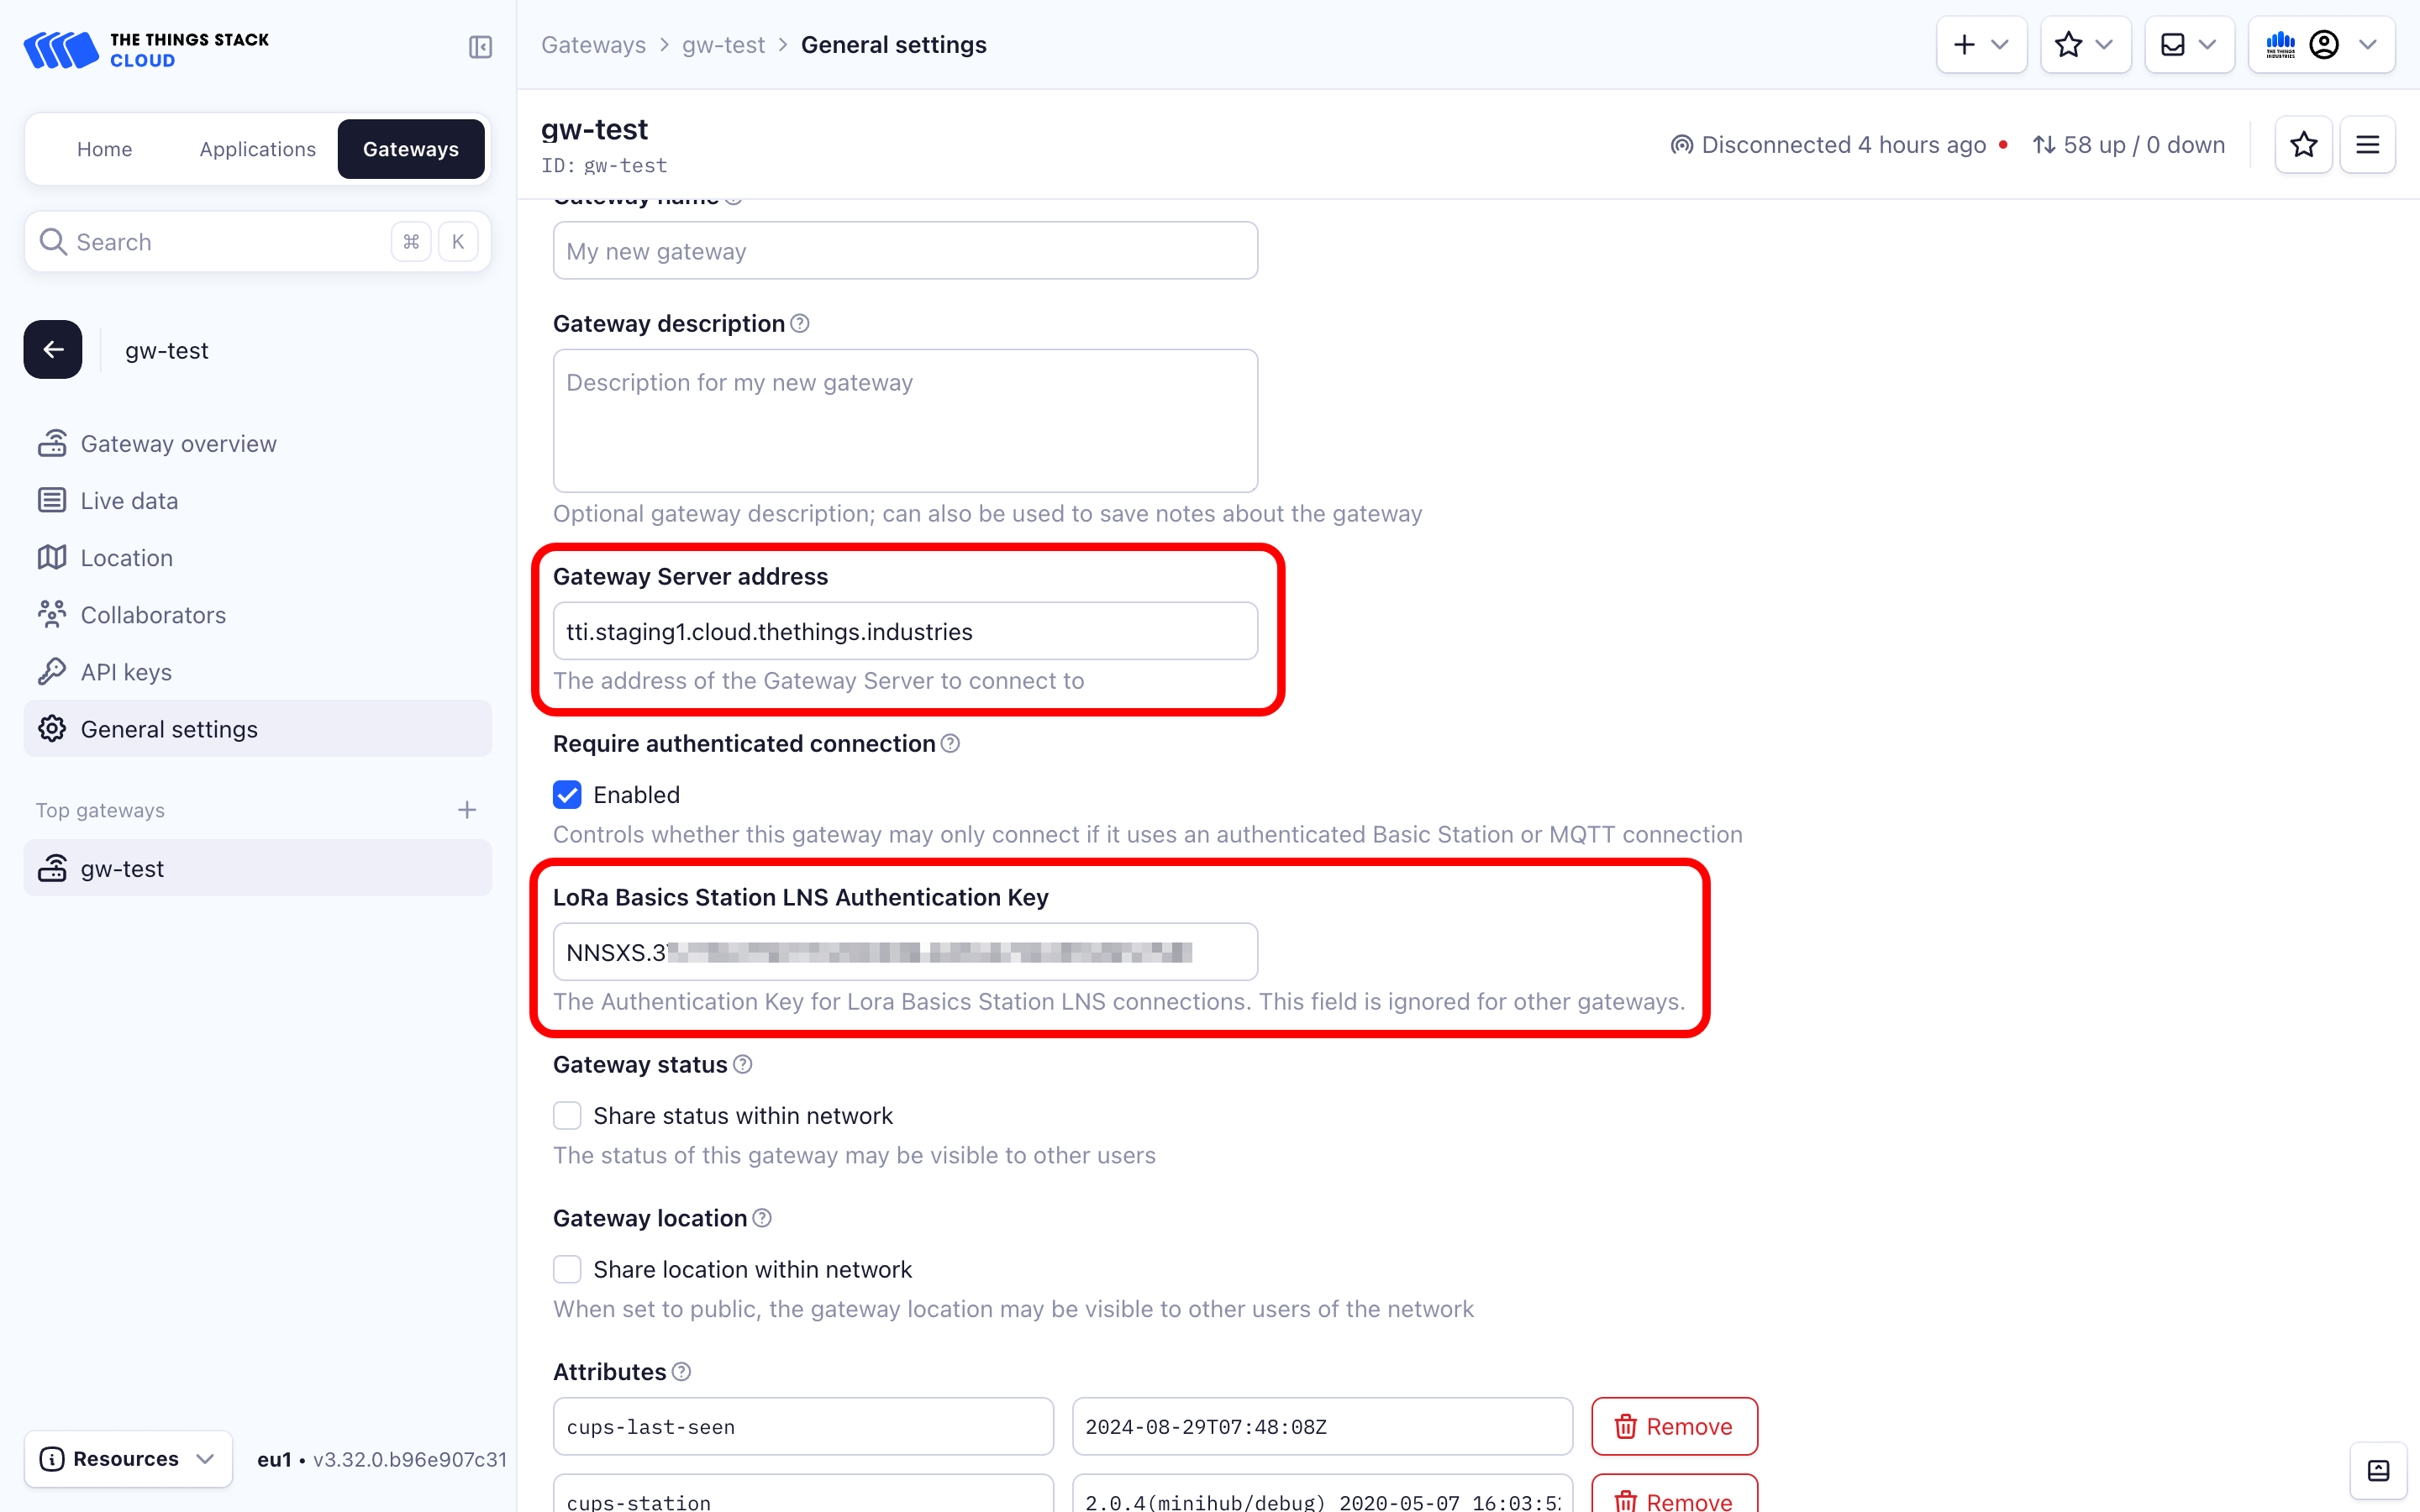 THE THINGS STACK
CLOUD
Gateways > gw-test > General settings
THE THINGS INDUSTRIES
Home
Applications
Gateways
gw-test
ID: gw-test
Disconnected 4 hours ago
58 up / 0 down
Search
⌘
K
gw-test
Gateway overview
Live data
Location
Collaborators
API keys
General settings
Top gateways
gw-test
Gateway name
My new gateway
Gateway description
Description for my new gateway
Optional gateway description; can also be used to save notes about the gateway
Gateway Server address
tti.staging1.cloud.thethings.industries
The address of the Gateway Server to connect to
Require authenticated connection
Enabled
Controls whether this gateway may only connect if it uses an authenticated Basic Station or MQTT connection
LoRa Basics Station LNS Authentication Key
NNSXS.3
The Authentication Key for Lora Basics Station LNS connections. This field is ignored for other gateways.
Gateway status
Share status within network
The status of this gateway may be visible to other users
Gateway location
Share location within network
When set to public, the gateway location may be visible to other users of the network
Attributes
cups-last-seen
2024-08-29T07:48:08Z
Remove
cups-station
2.0.4(minihub/debug) 2020-05-07 16:03:5
Remove
Resources
eu1 • v3.32.0.b96e907c31